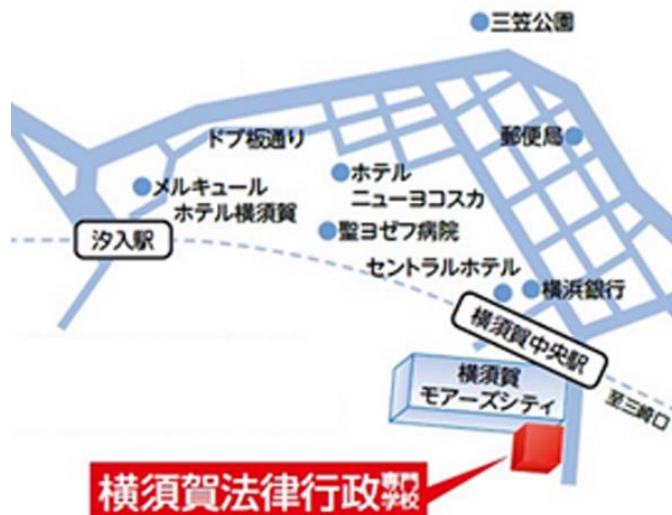 三笠公園
ドブ板通り
郵便局
メルキュール
ホテル横須賀
ホテル
ニューヨコスカ
汐入駅
聖ヨゼフ病院
セントラルホテル
横浜銀行
横須賀中央駅
横須賀
モアーズシティ
至三崎口
横須賀法律行政専門学校